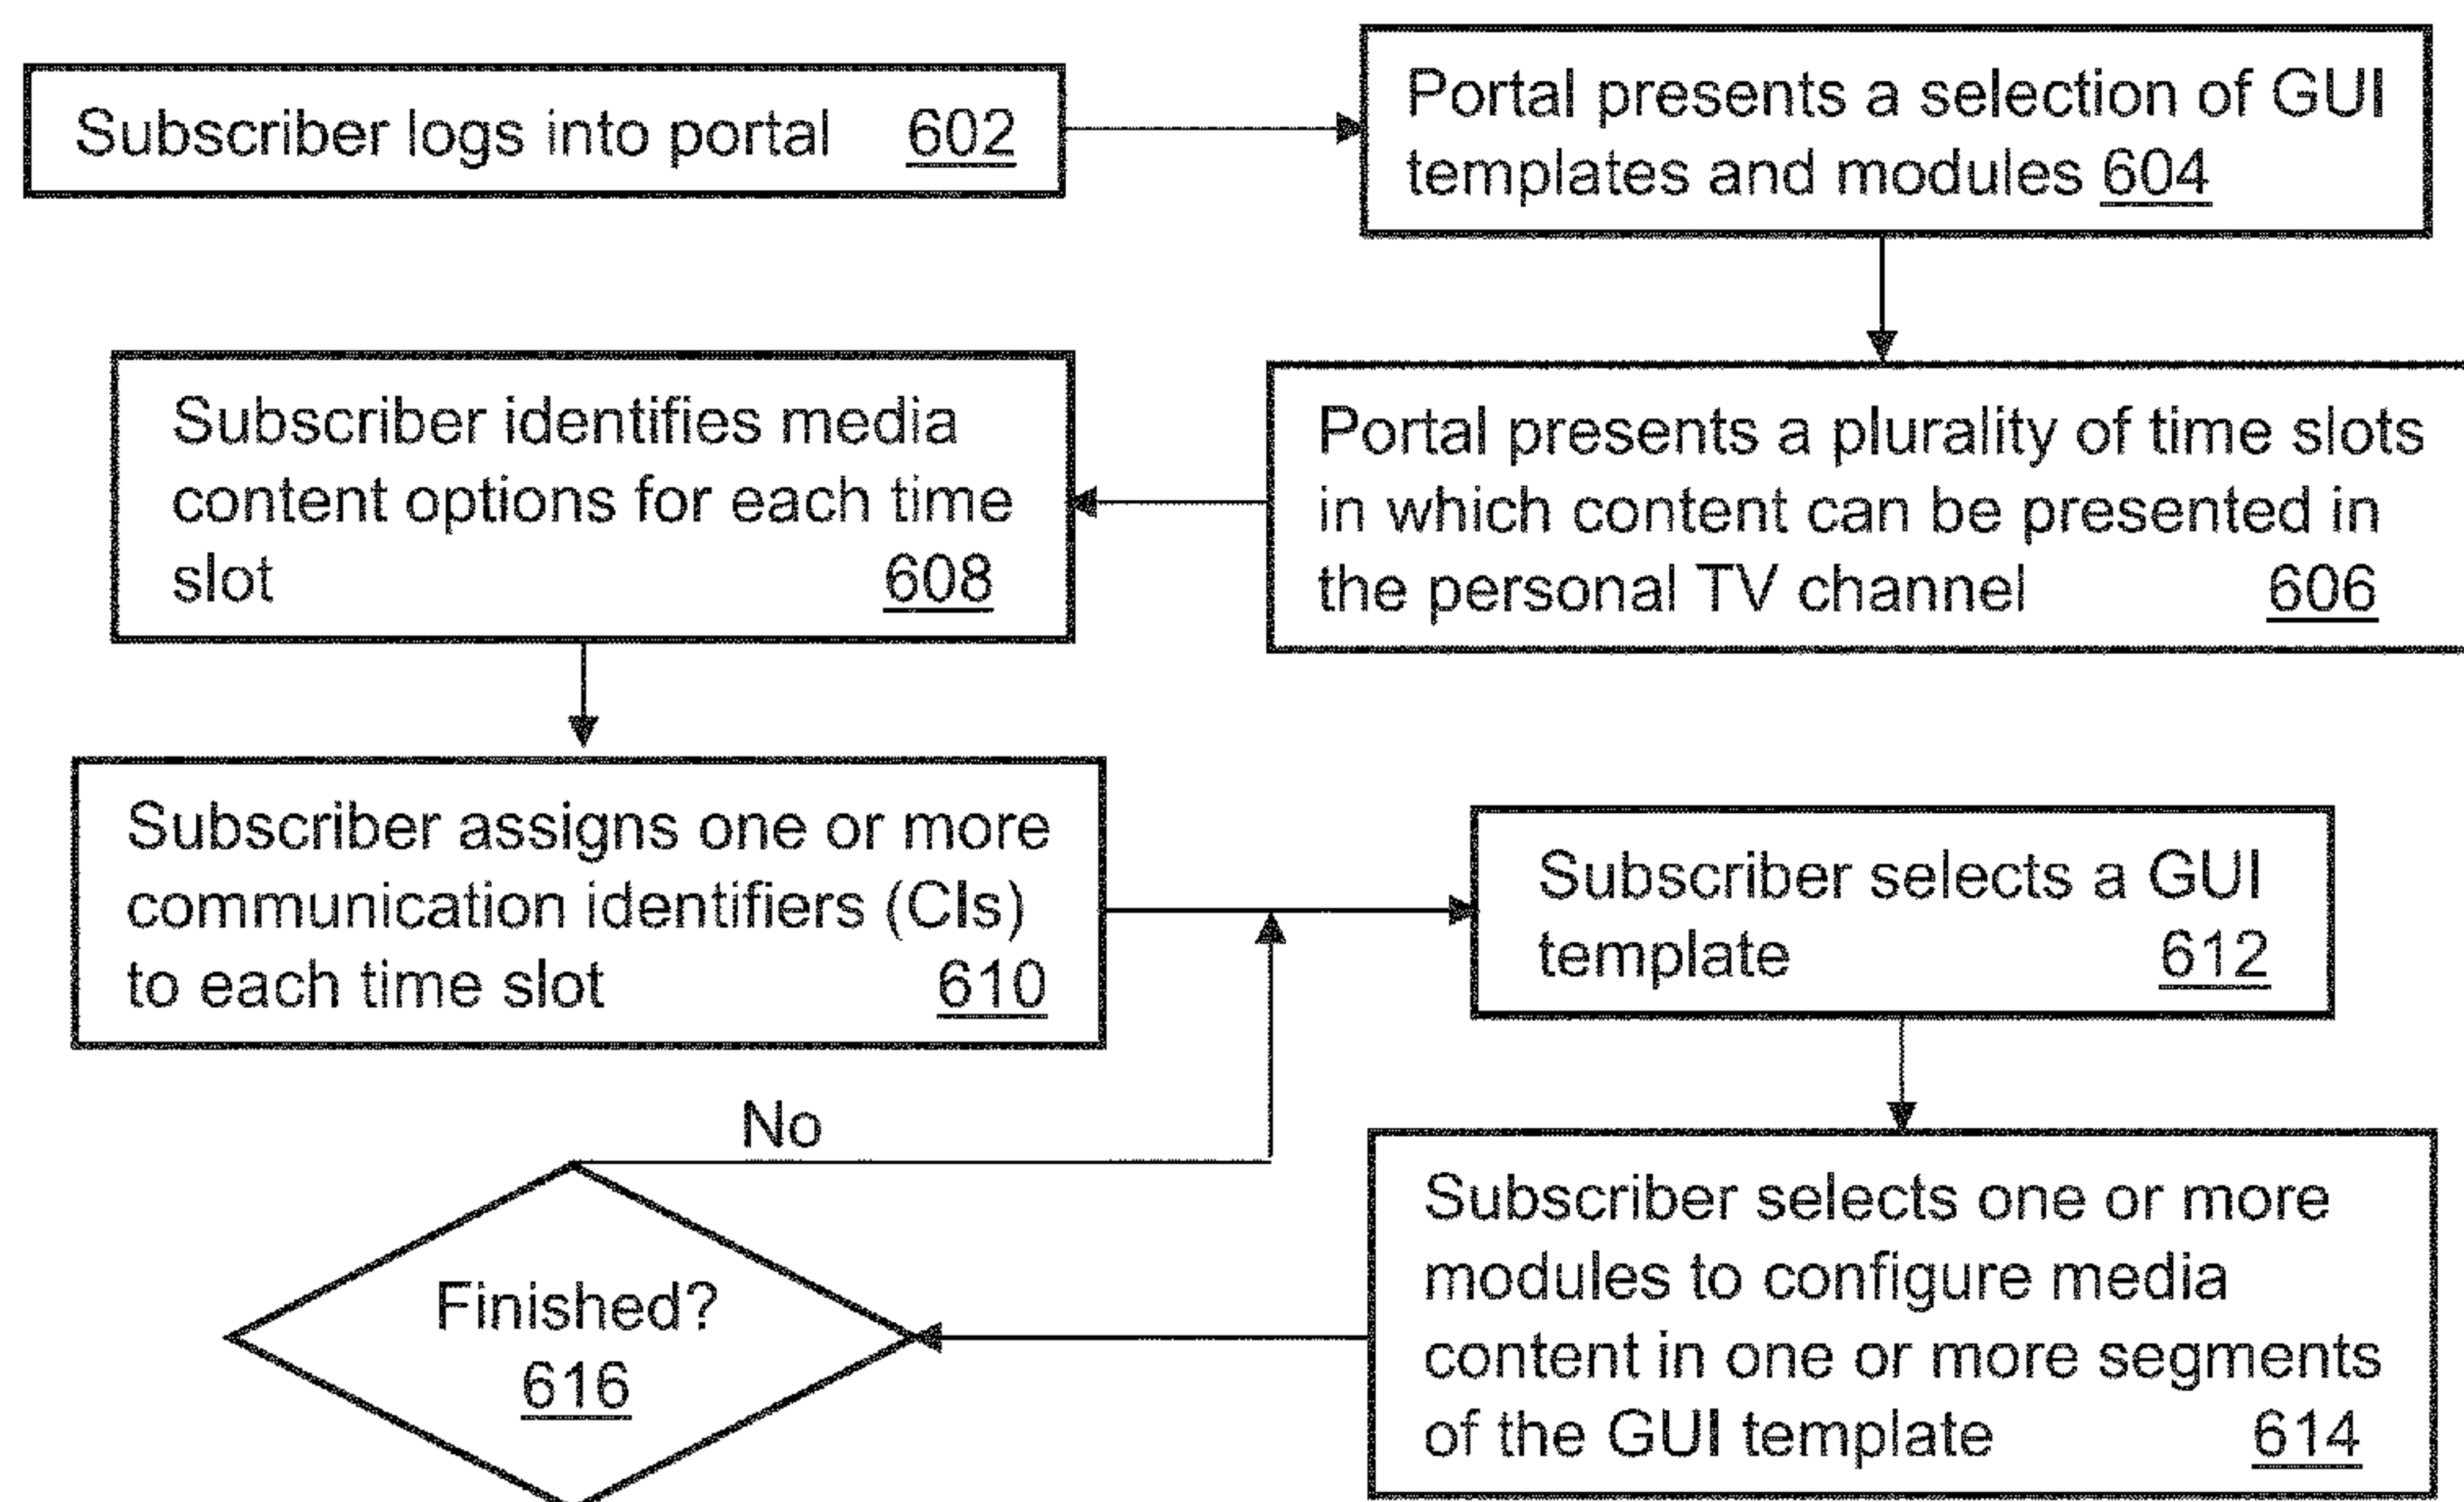 Subscriber logs into portal 602
Portal presents a selection of GUI
templates and modules 604
Portal presents a plurality of time slots
in which content can be presented in
the personal TV channel 606
Subscriber identifies media
content options for each time
slot 608
Subscriber assigns one or more
communication identifiers (CIs)
to each time slot 610
Subscriber selects a GUI
template 612
Subscriber selects one or more
modules to configure media
content in one or more segments
of the GUI template 614
No
Finished?
616